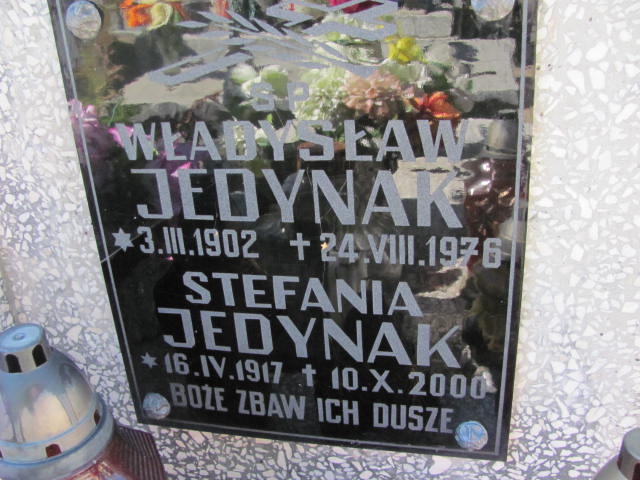 Ś.P.
WŁADYSŁAW
JEDYNAK
* 3.III.1902 † 24.VIII.1976
STEFANIA
JEDYNAK
* 16.IV.1917 † 10.X.2000
BOŻE ZBAW ICH DUSZE